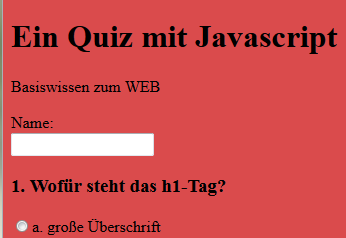 Ein Quiz mit Javascript
Basiswissen zum WEB
Name:
1. Wofür steht das h1-Tag?
a. große Überschrift